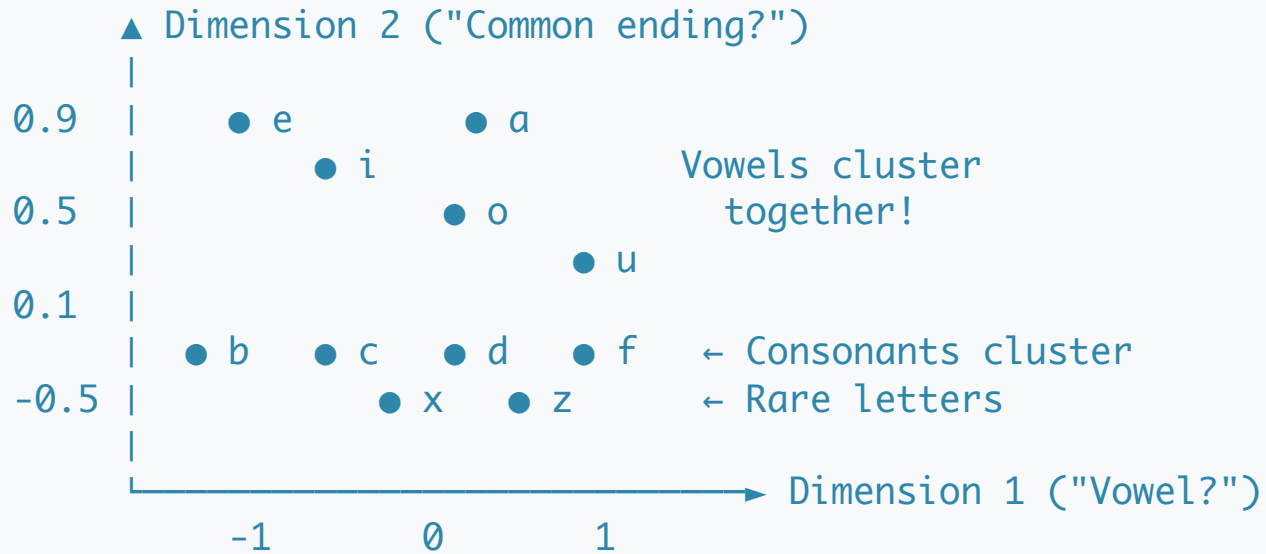 ▲ Dimension 2 ("Common ending?")
|
0.9 | ● e ● a
| ● i Vowels cluster
0.5 | ● o together!
| ● u
0.1 |
| ● b ● c ● d ● f ← Consonants cluster
-0.5 | ● x ● z ← Rare letters
|
└────────────────────────────► Dimension 1 ("Vowel?")
-1 0 1